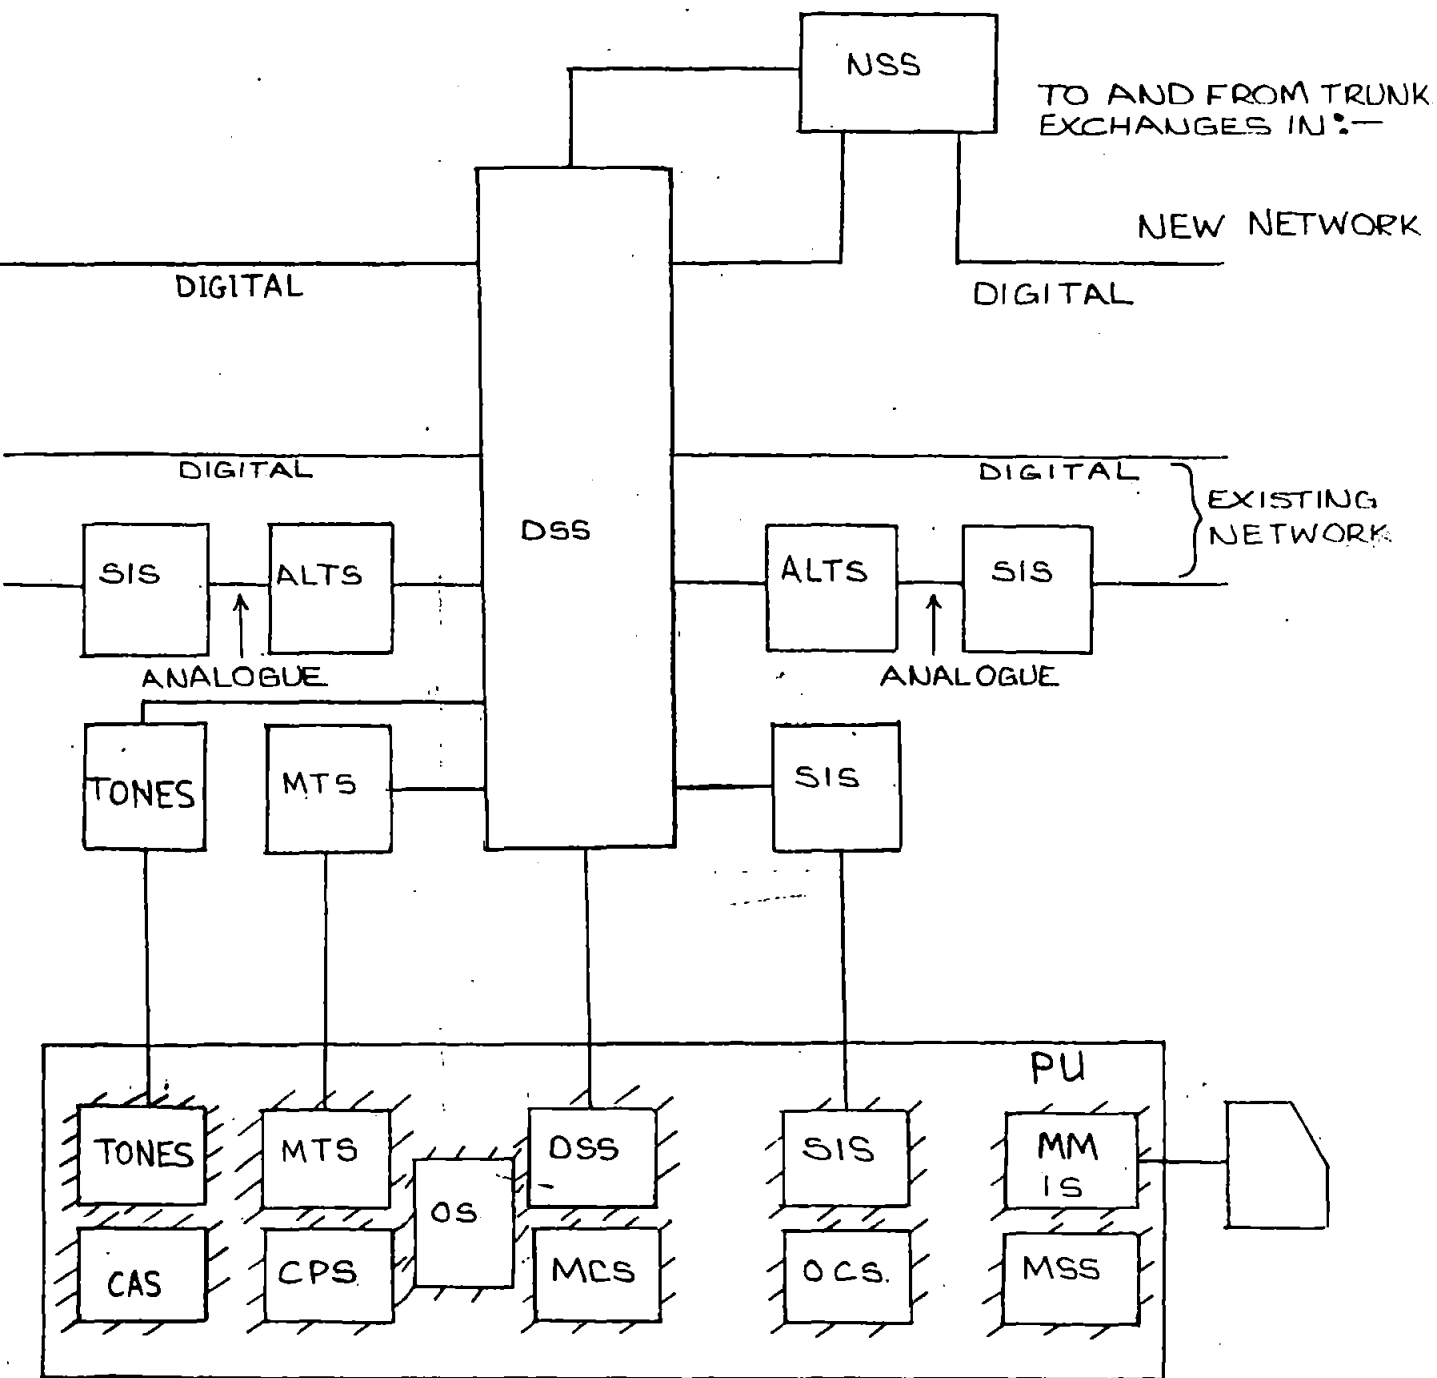 NSS
TO AND FROM TRUNK
EXCHANGES IN:—
NEW NETWORK
DIGITAL
DIGITAL
DIGITAL
DIGITAL
EXISTING
NETWORK
DSS
SIS
ALTS
ALTS
SIS
ANALOGUE
ANALOGUE
TONES
MTS
SIS
PU
TONES
MTS
DSS
SIS
MM
IS
OS
CAS
CPS
MCS
OCS.
MSS